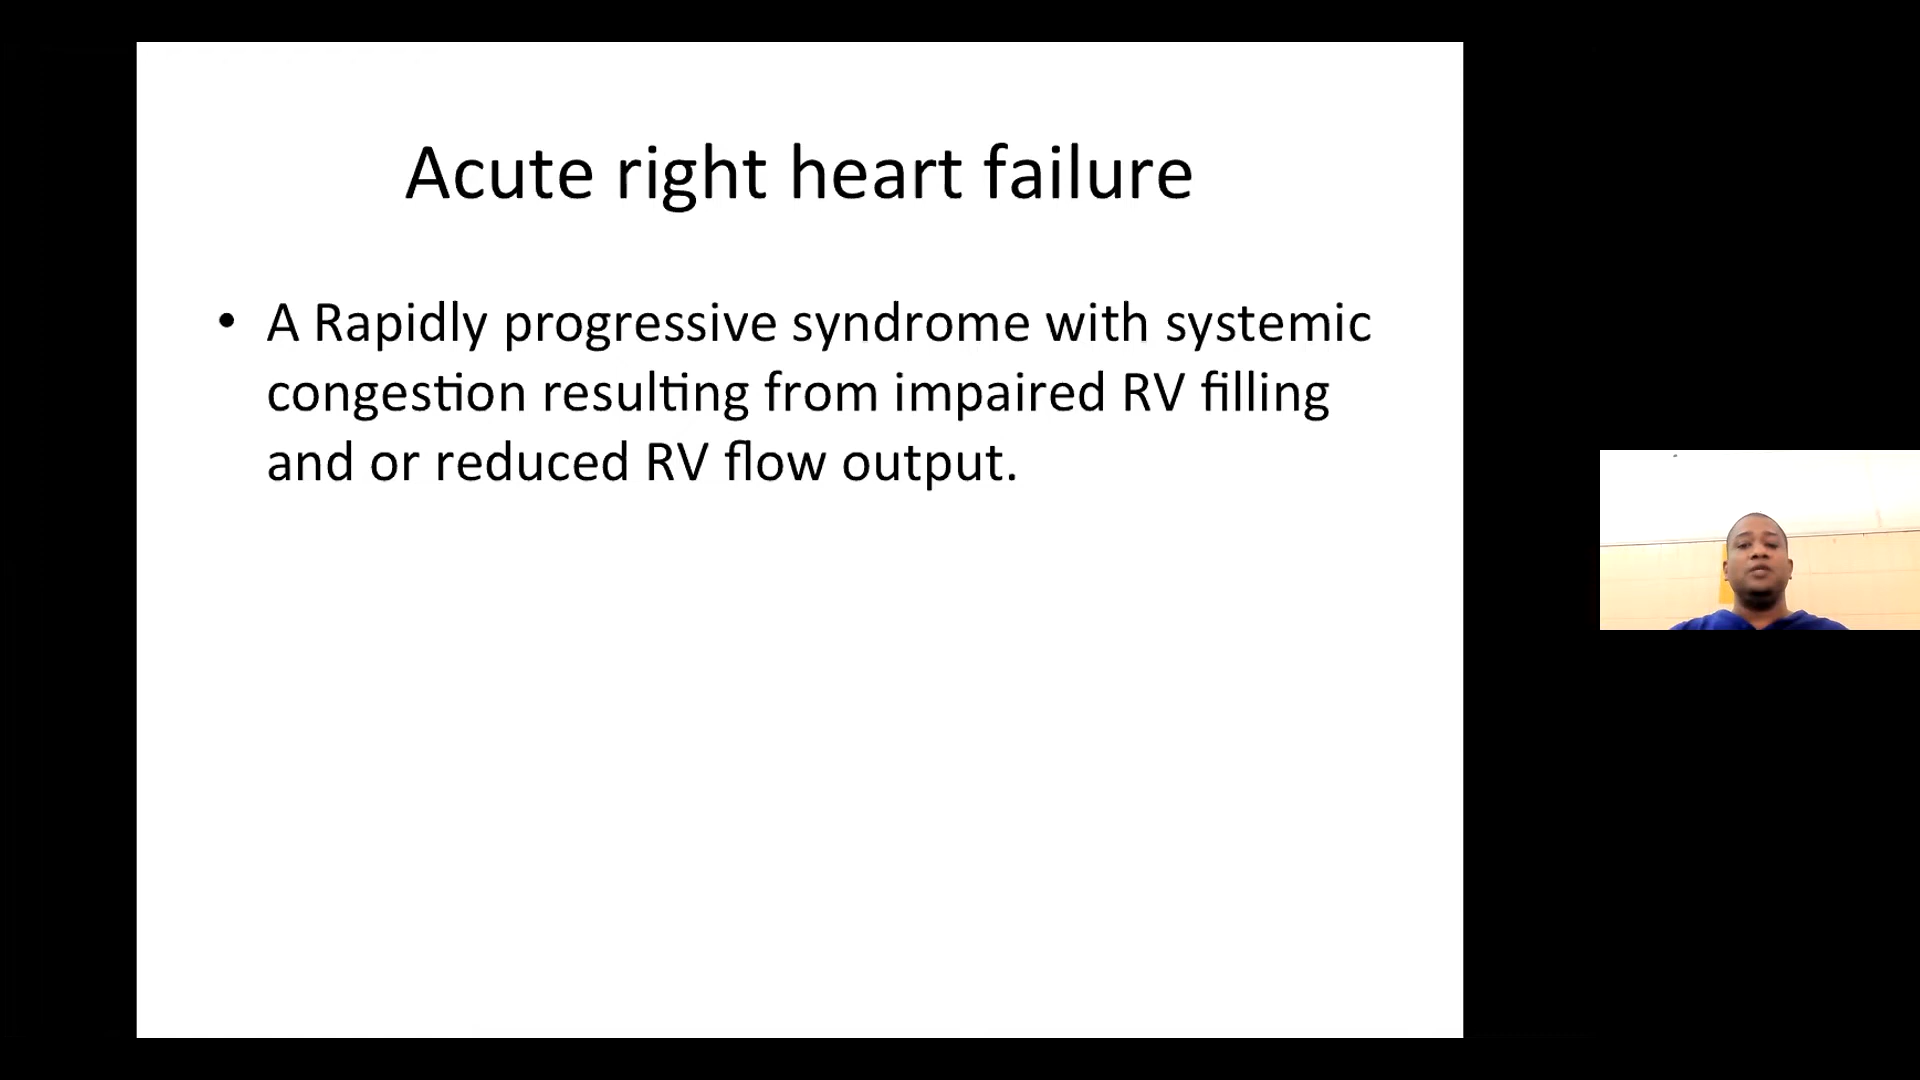 Acute right heart failure
• A Rapidly progressive syndrome with systemic
congestion resulting from impaired RV filling
and or reduced RV flow output.